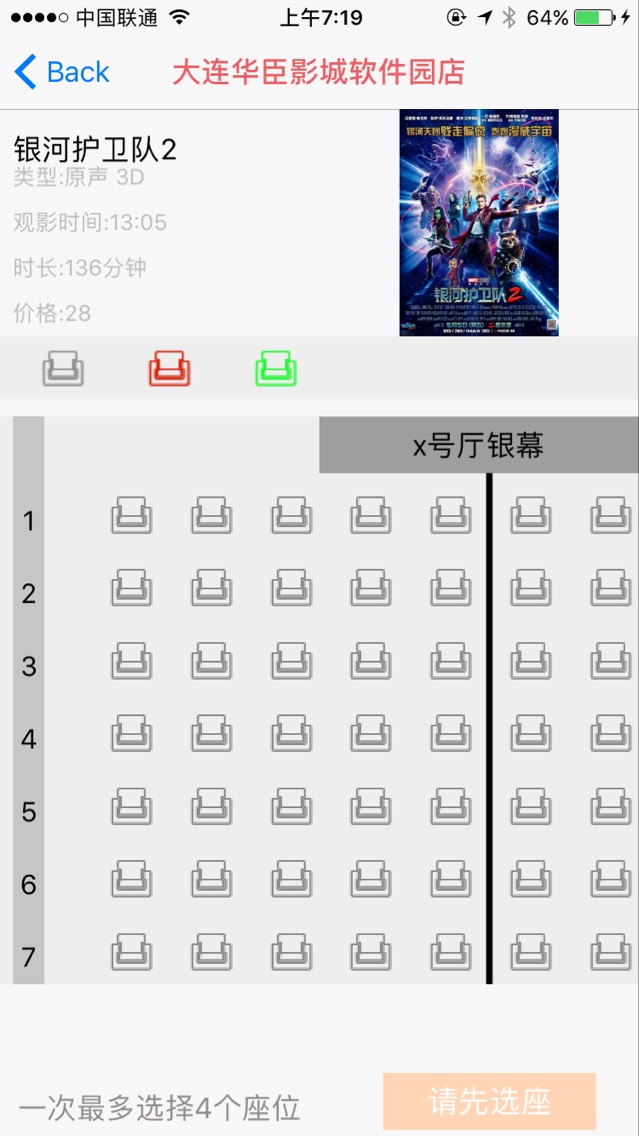 中国联通
上午7:19
64%
Back
大连华臣影城软件园店
银河护卫队2
类型:原声 3D
观影时间:13:05
时长:136分钟
价格:28
银河护卫队2
x号厅银幕
1
2
3
4
5
6
7
一次最多选择4个座位
请先选座